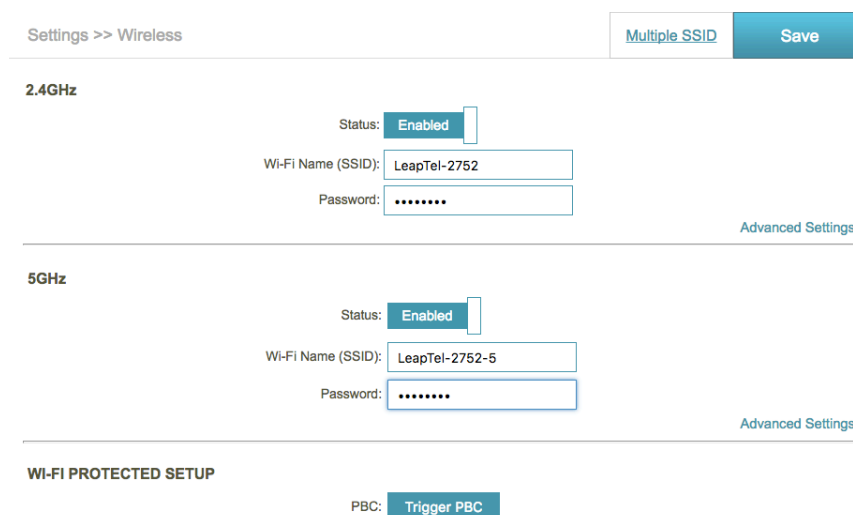 Settings >> Wireless
Multiple SSID
Save
2.4GHz
Status: Enabled
Wi-Fi Name (SSID): LeapTel-2752
Password: ••••••••
Advanced Settings
5GHz
Status: Enabled
Wi-Fi Name (SSID): LeapTel-2752-5
Password: ••••••••
Advanced Settings
WI-FI PROTECTED SETUP
PBC: Trigger PBC